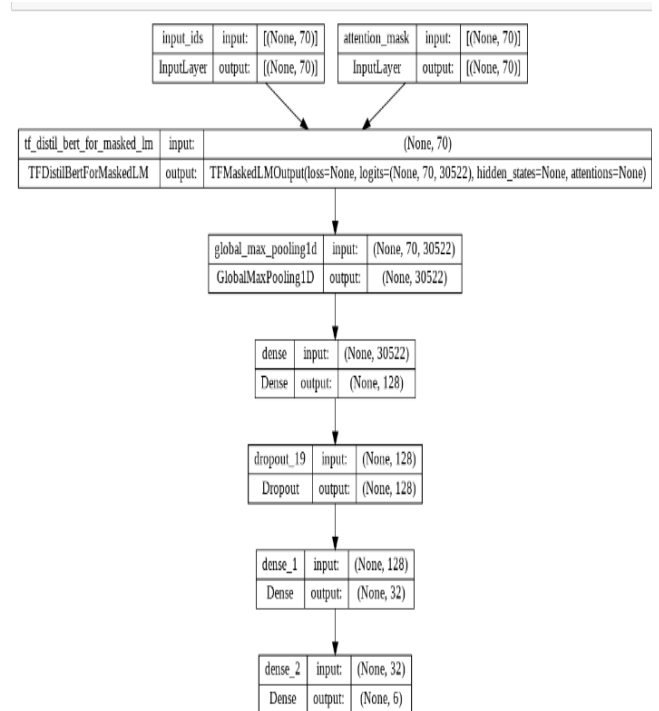 input_ids input: [(None, 70)] attention_mask input: [(None, 70)]
InputLayer output: [(None, 70)] InputLayer output: [(None, 70)]
tf_distil_bert_for_masked_lm input: (None, 70)
TFDistilBertForMaskedLM output: TFMaskedLMOutput(loss=None, logits=(None, 70, 30522), hidden_states=None, attentions=None)
global_max_pooling1d input: (None, 70, 30522)
GlobalMaxPooling1D output: (None, 30522)
dense input: (None, 30522)
Dense output: (None, 128)
dropout_19 input: (None, 128)
Dropout output: (None, 128)
dense_1 input: (None, 128)
Dense output: (None, 32)
dense_2 input: (None, 32)
Dense output: (None, 6)